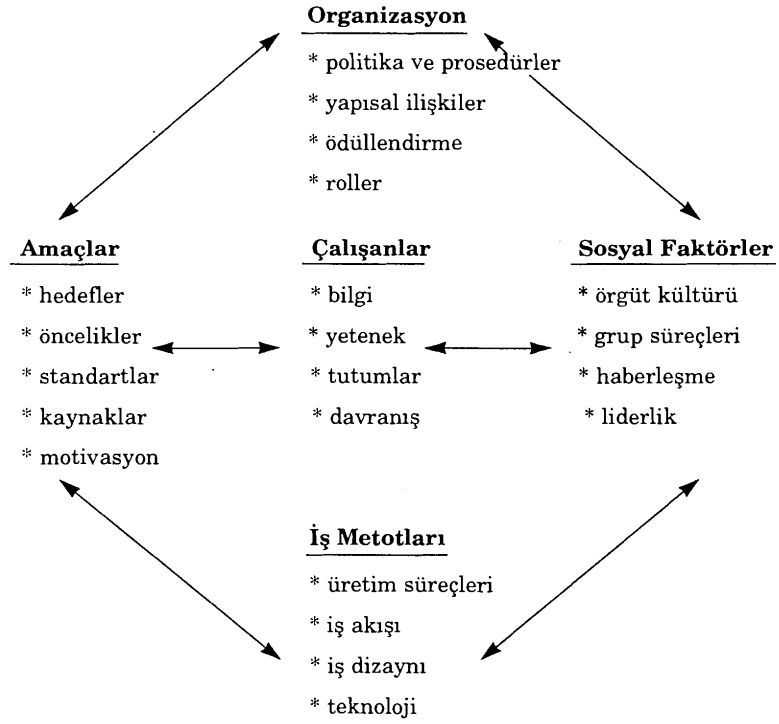 Organizasyon
* politika ve prosedürler
* yapısal ilişkiler
* ödüllendirme
* roller
Amaçlar
* hedefler
* öncelikler
* standartlar
* kaynaklar
* motivasyon
Çalışanlar
* bilgi
* yetenek
* tutumlar
* davranış
Sosyal Faktörler
* örgüt kültürü
* grup süreçleri
* haberleşme
* liderlik
İş Metotları
* üretim süreçleri
* iş akışı
* iş dizaynı
* teknoloji